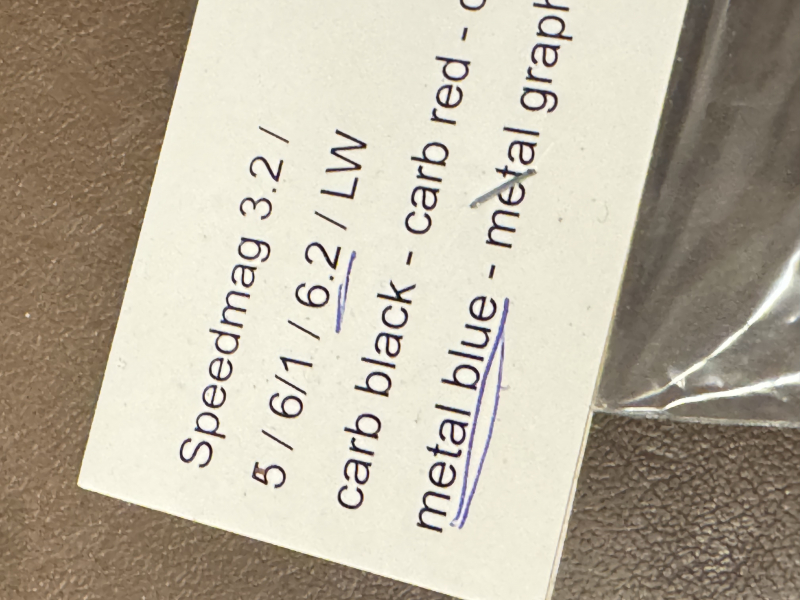 Speedmag 3.2 /
5 / 6/1 / 6.2 / LW
carb black - carb red -
metal blue - metal